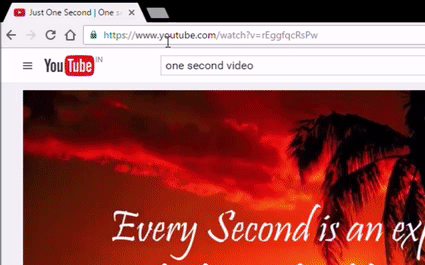 Just One Second | One s
https://www.youtube.com/watch?v=rEggfqcRsPw
YouTube IN
one second video
Every Second is an exp